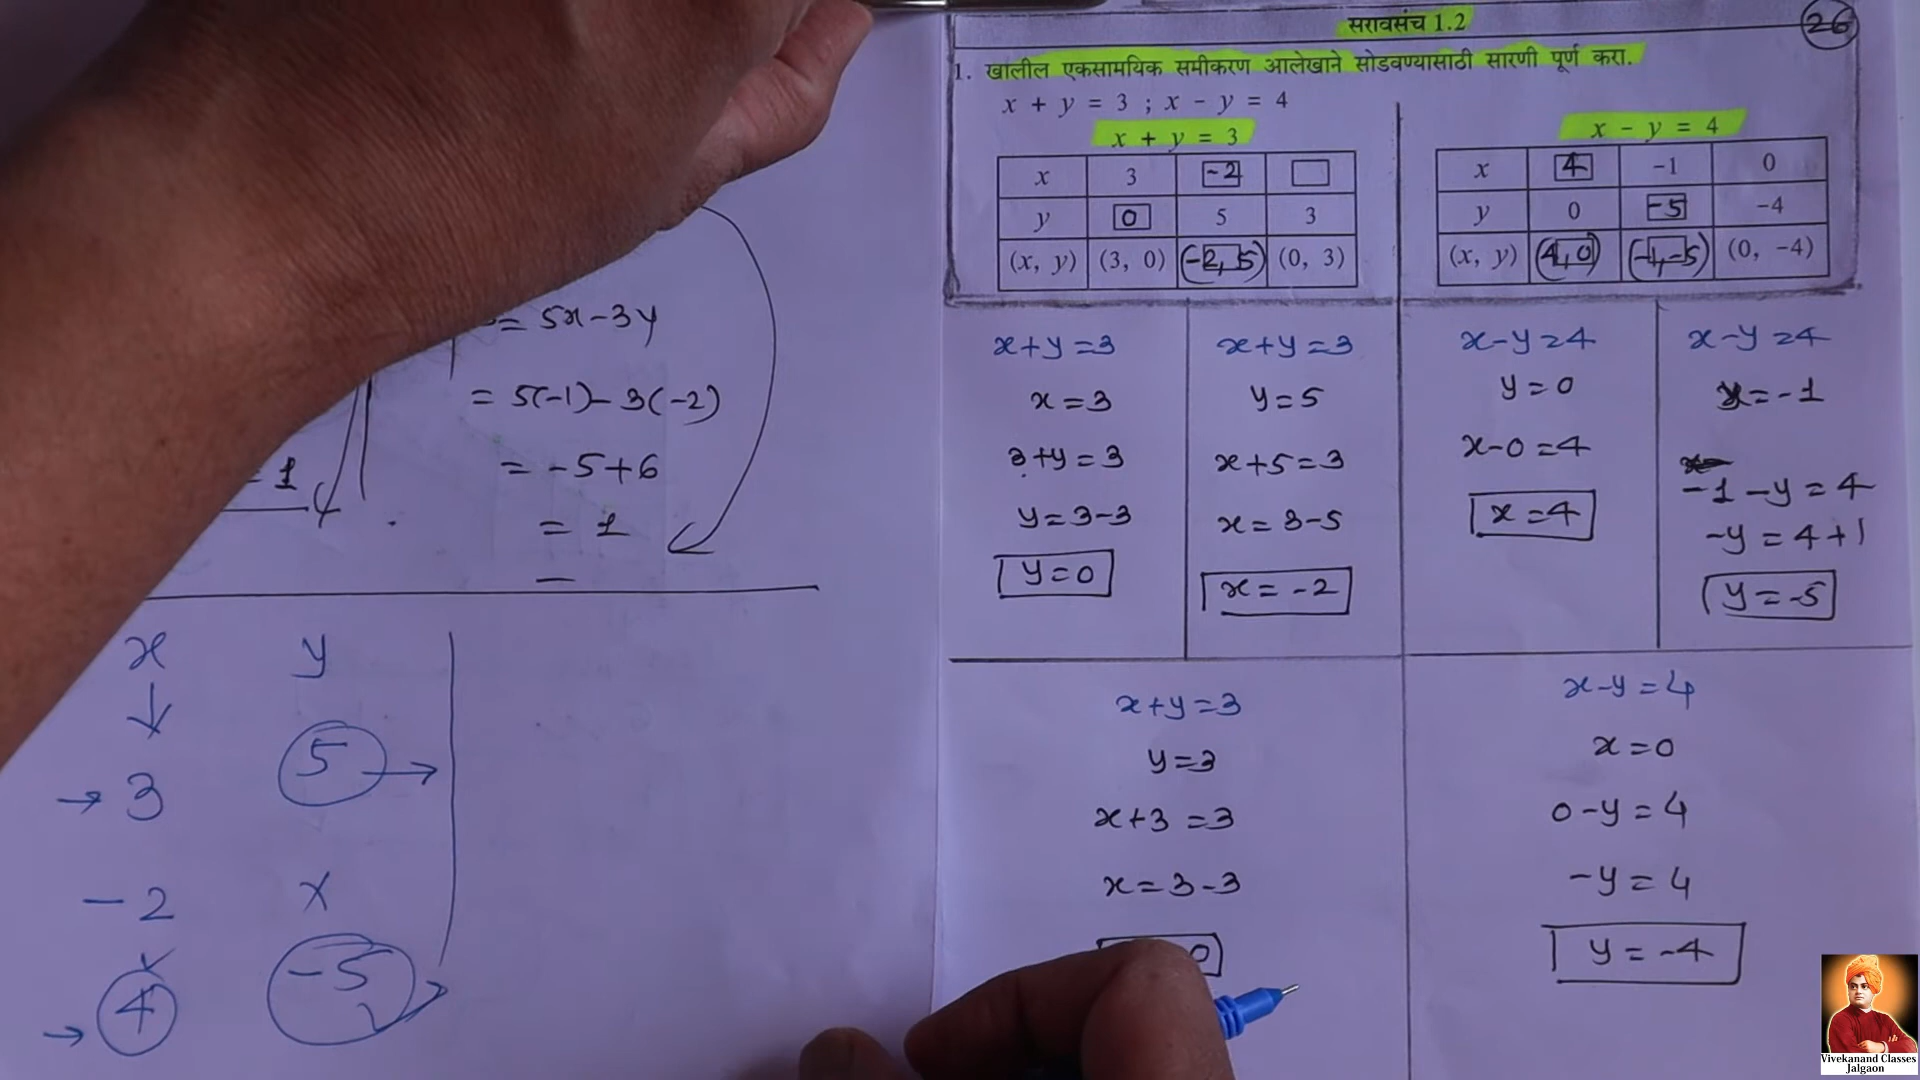 सरावसंच 1.2
26
1. खालील एकसामयिक समीकरण आलेखाने सोडवण्यासाठी सारणी पूर्ण करा.
x + y = 3 ; x - y = 4
x + y = 3
x 3 -2
y 0 5 3
(x, y) (3, 0) (-2, 5) (0, 3)
x - y = 4
x 4 -1 0
y 0 -5 -4
(x, y) (4, 0) (-1, -5) (0, -4)
x+y=3
x=3
3+y=3
y=3-3
y=0
x+y=3
y=5
x+5=3
x=3-5
x=-2
x-y=4
y=0
x-0=4
x=4
x-y=4
x=-1
-1-y=4
-y=4+1
y=-5
x+y=3
y=3
x+3=3
x=3-3
0
x-y=4
x=0
0-y=4
-y=4
y=-4
= 5x-3y
= 5(-1)-3(-2)
= -5+6
= 1
= 1
x y
3 5
-2 x
4 -5
Vivekanand Classes
Jalgaon